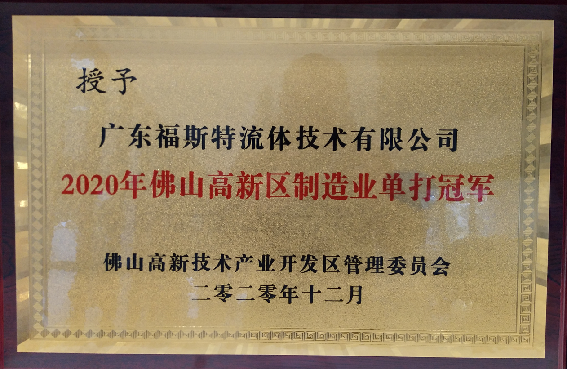 授予
广东福斯特流体技术有限公司
2020年佛山高新区制造业单打冠军
佛山高新技术产业开发区管理委员会
二零二零年十二月